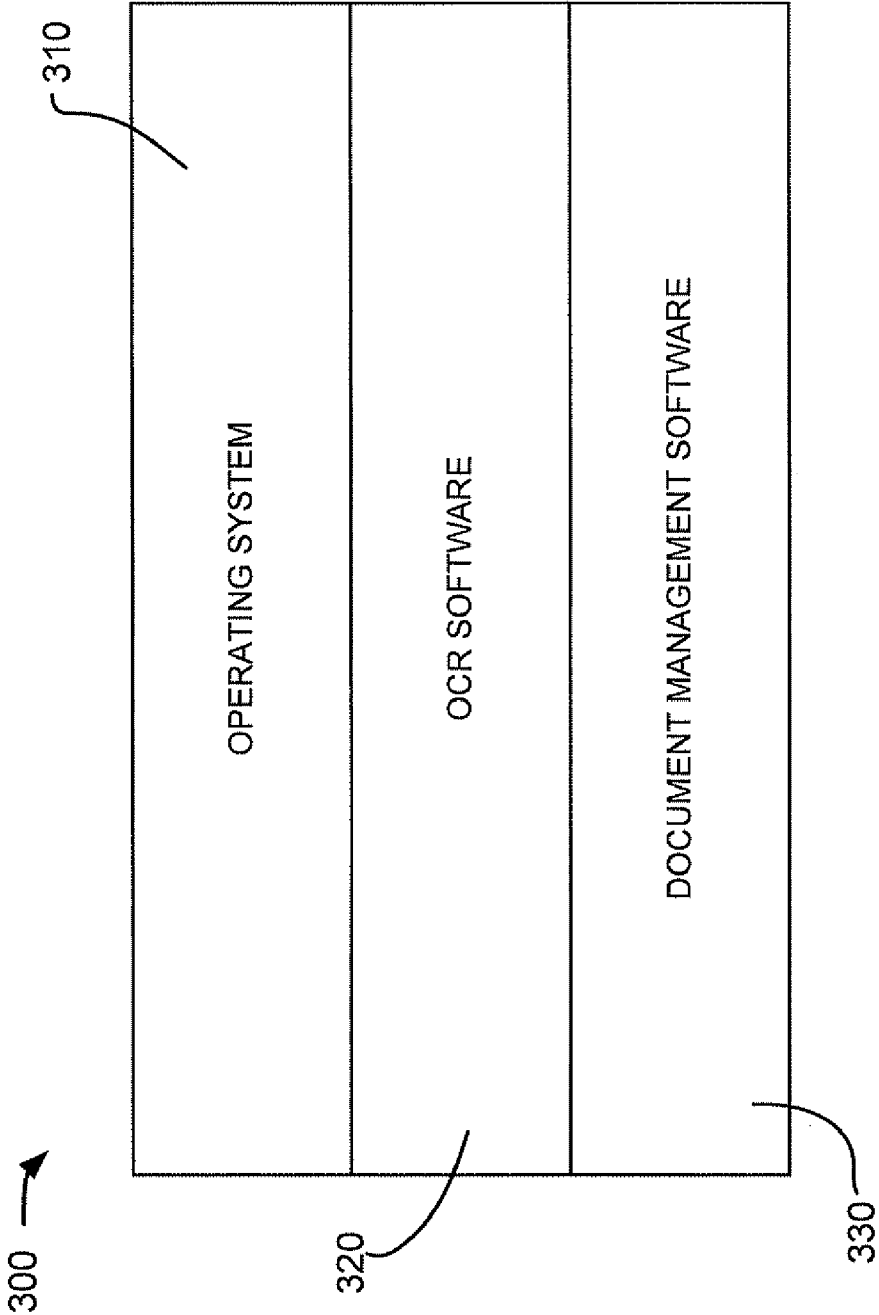 300
310
OPERATING SYSTEM
320
OCR SOFTWARE
DOCUMENT MANAGEMENT SOFTWARE
330